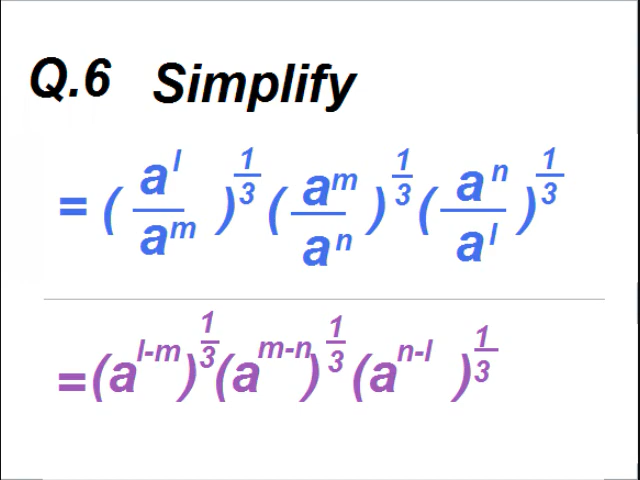 Q.6 Simplify
= ( a^l / a^m )^(1/3) ( a^m / a^n )^(1/3) ( a^n / a^l )^(1/3)
= (a^(l-m))^(1/3) (a^(m-n))^(1/3) (a^(n-l))^(1/3)